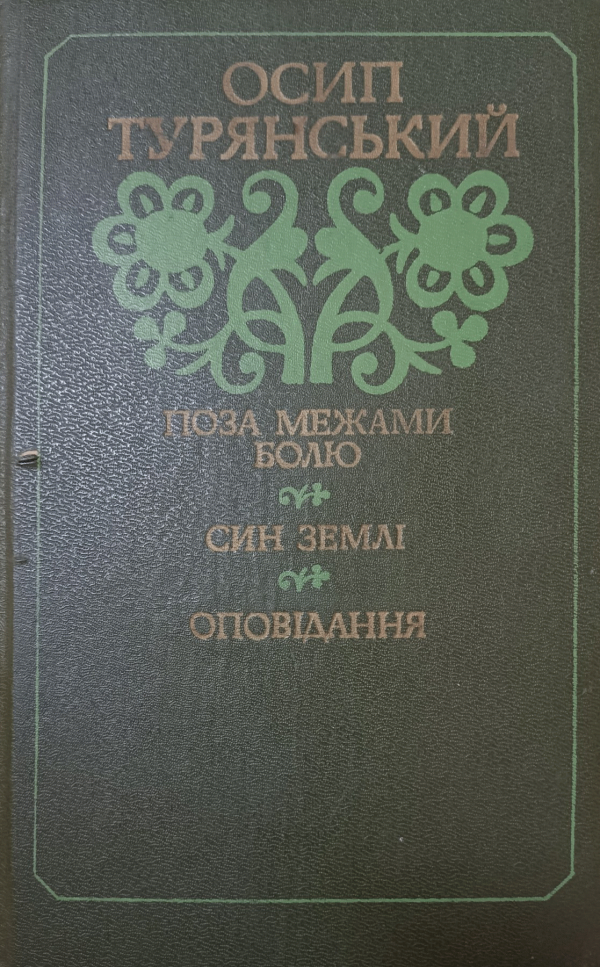 ОСИП
ТУРЯНСЬКИЙ
ПОЗА МЕЖАМИ
БОЛЮ
СИН ЗЕМЛІ
ОПОВІДАННЯ